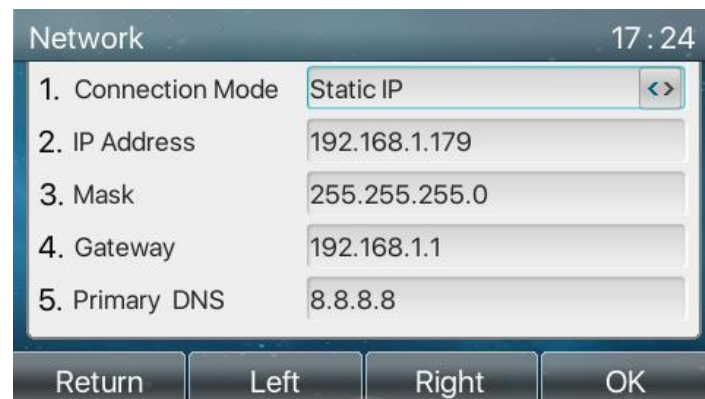 Network 17:24
1. Connection Mode Static IP <>
2. IP Address 192.168.1.179
3. Mask 255.255.255.0
4. Gateway 192.168.1.1
5. Primary DNS 8.8.8.8
Return Left Right OK